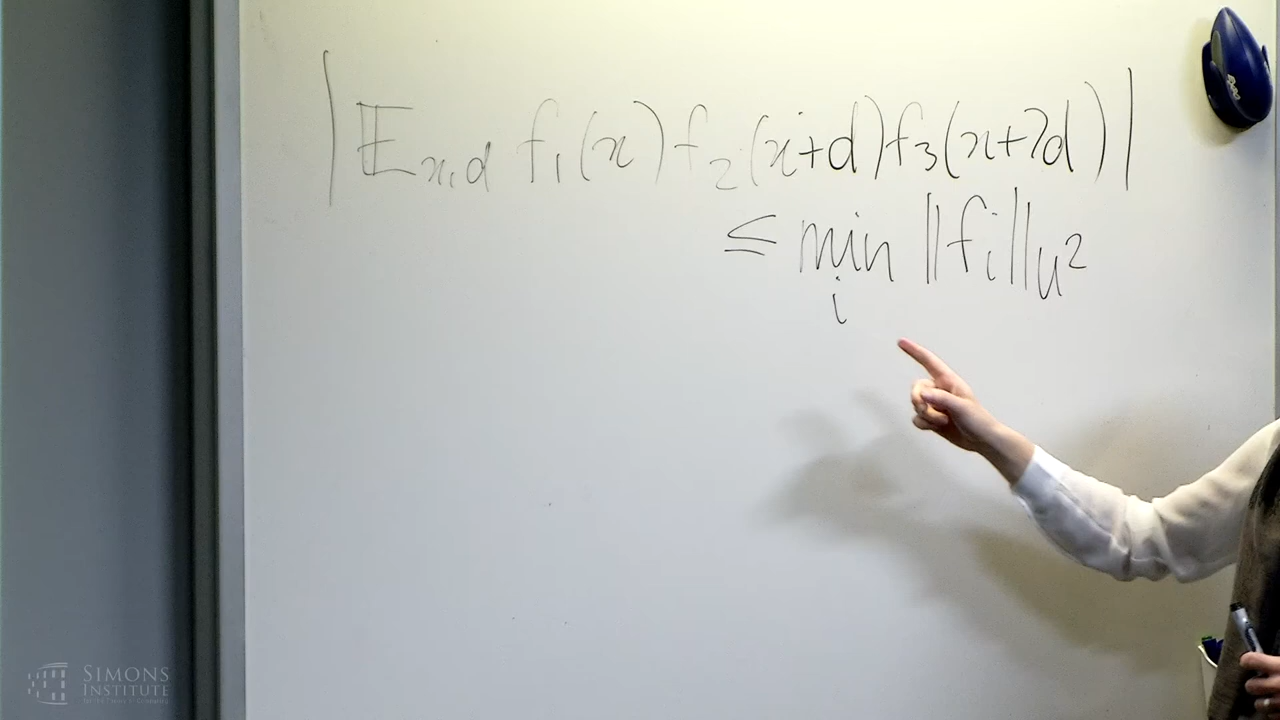 |𝔼x,d f₁(x) f₂(x+d) f₃(x+2d)|
≤ min ‖fᵢ‖U²
i
SIMONS
INSTITUTE